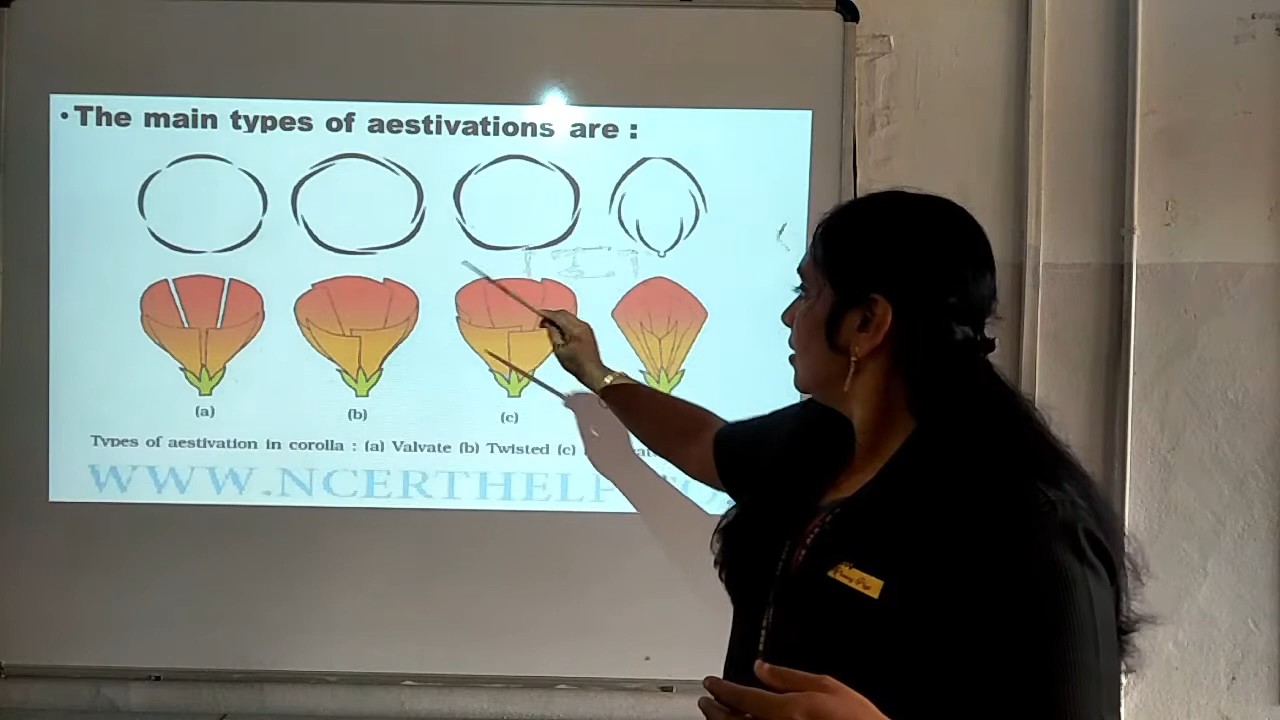 •The main types of aestivations are :
(a) (b) (c)
Types of aestivation in corolla : (a) Valvate (b) Twisted (c)
WWW.NCERTHELP